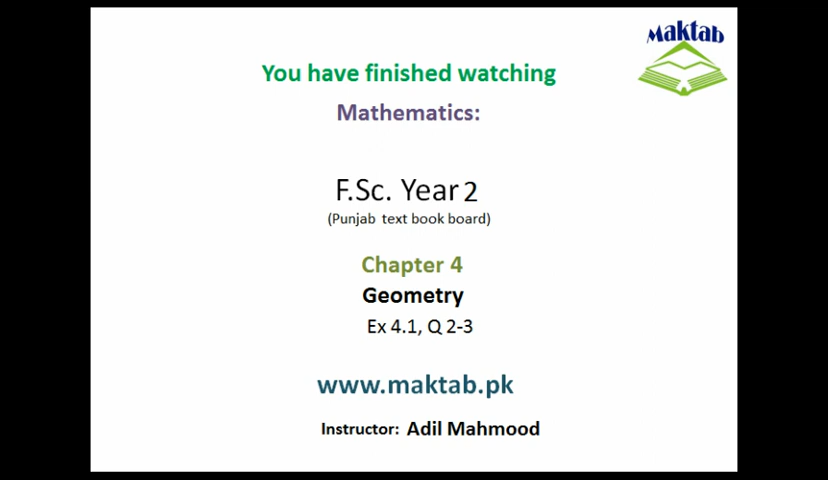 Maktab
You have finished watching
Mathematics:
F.Sc. Year 2
(Punjab text book board)
Chapter 4
Geometry
Ex 4.1, Q 2-3
www.maktab.pk
Instructor: Adil Mahmood